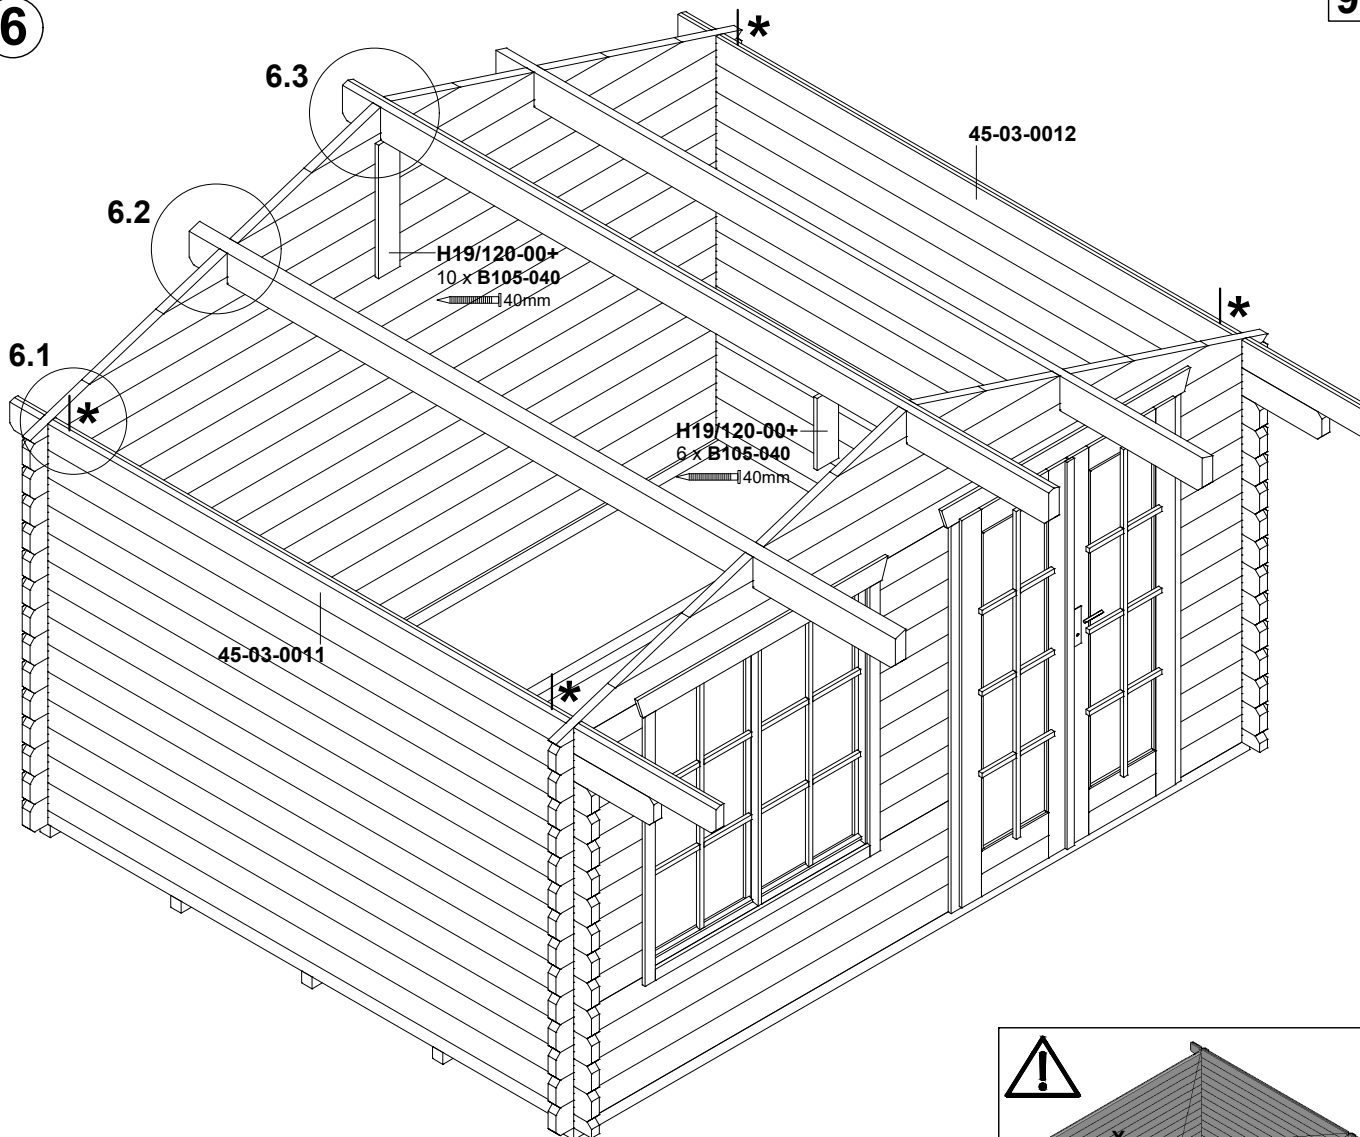 6
9
*
6.3
45-03-0012
6.2
H19/120-00+
10 x B105-040
40mm
*
6.1
*
H19/120-00+
6 x B105-040
40mm
45-03-0011
*
!
x